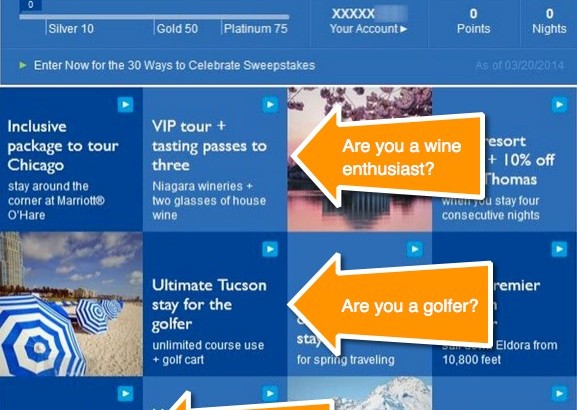 0
Silver 10 Gold 50 Platinum 75
XXXXX
Your Account ▸
0
Points
0
Nights
Enter Now for the 30 Ways to Celebrate Sweepstakes
As of 03/20/2014
Inclusive
package to tour
Chicago
stay around the
corner at Marriott®
O'Hare
VIP tour +
tasting passes to
three
Niagara wineries +
two glasses of house
wine
Are you a wine
enthusiast?
resort
+ 10% off
Thomas
when you stay four
consecutive nights
Ultimate Tucson
stay for the
golfer
unlimited course use
+ golf cart
Are you a golfer?
stay
for spring traveling
Eldora from
10,800 feet